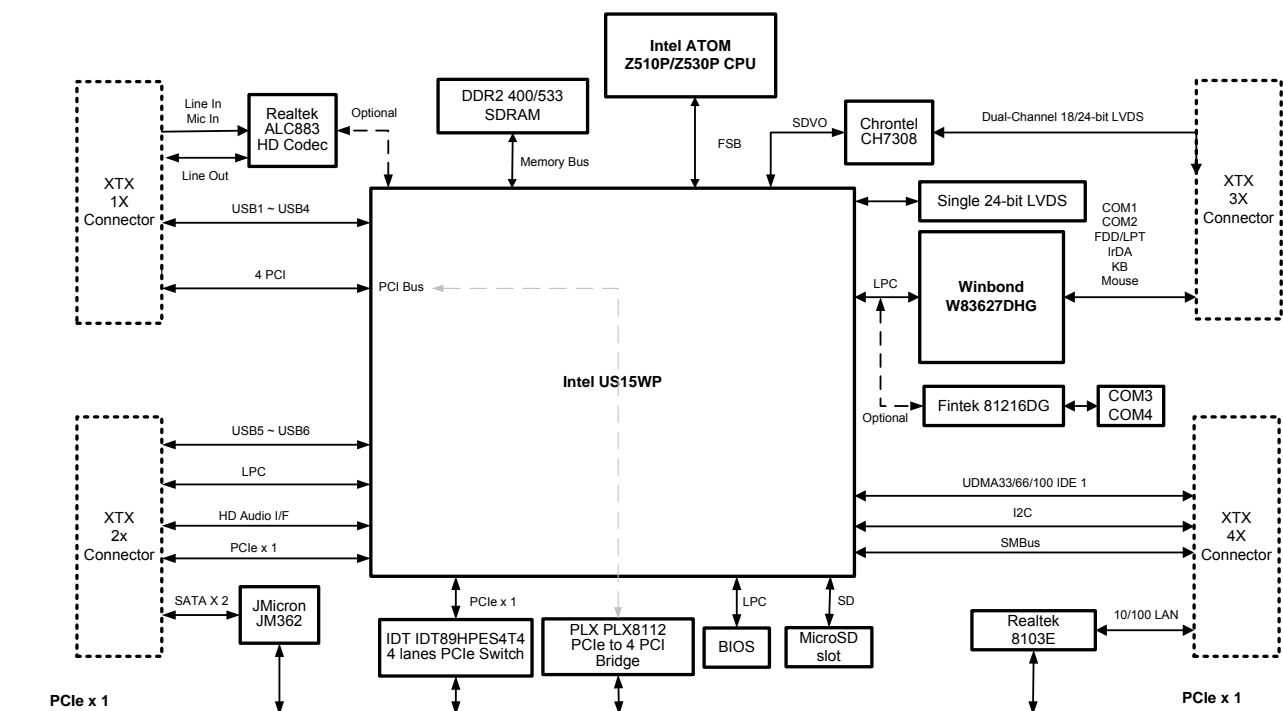 Intel ATOM
Z510P/Z530P CPU
DDR2 400/533
SDRAM
Line In
Mic In
Realtek
ALC883
HD Codec
Optional
SDVO
Chrontel
CH7308
Dual-Channel 18/24-bit LVDS
FSB
Memory Bus
Line Out
XTX
1X
Connector
XTX
3X
Connector
USB1 ~ USB4
Single 24-bit LVDS
COM1
COM2
FDD/LPT
IrDA
KB
Mouse
4 PCI
PCI Bus
LPC
Winbond
W83627DHG
Intel US15WP
Optional
Fintek 81216DG
COM3
COM4
USB5 ~ USB6
LPC
HD Audio I/F
PCIe x 1
XTX
2x
Connector
UDMA33/66/100 IDE 1
I2C
SMBus
XTX
4X
Connector
SATA X 2
JMicron
JM362
PCIe x 1
LPC
SD
IDT IDT89HPES4T4
4 lanes PCIe Switch
PLX PLX8112
PCIe to 4 PCI
Bridge
BIOS
MicroSD
slot
Realtek
8103E
10/100 LAN
PCIe x 1
PCIe x 1